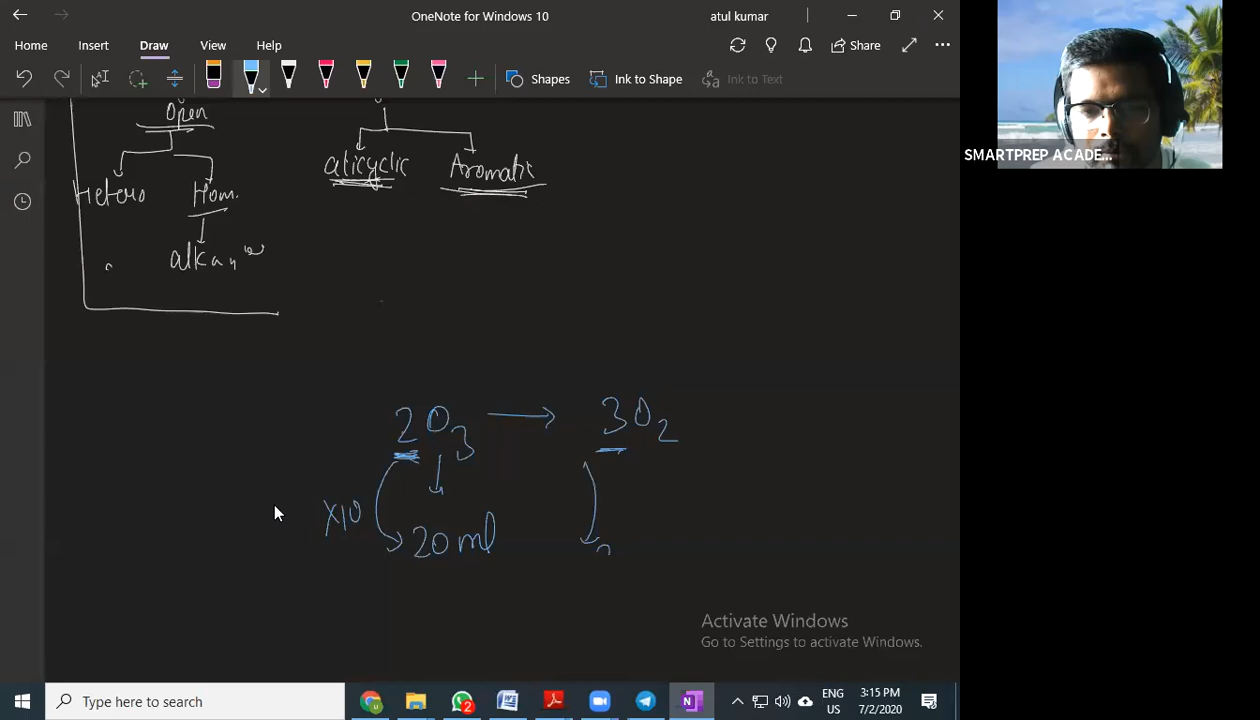 OneNote for Windows 10
atul kumar
Home Insert Draw View Help
Share
Shapes Ink to Shape Ink to Text
Open
alicyclic Aromatic
Hetero Hom.
SMARTPREP ACADE...
2O3 → 3O2
x10
20 ml
Activate Windows
Go to Settings to activate Windows.
Type here to search
2
ENG
US
3:15 PM
7/2/2020